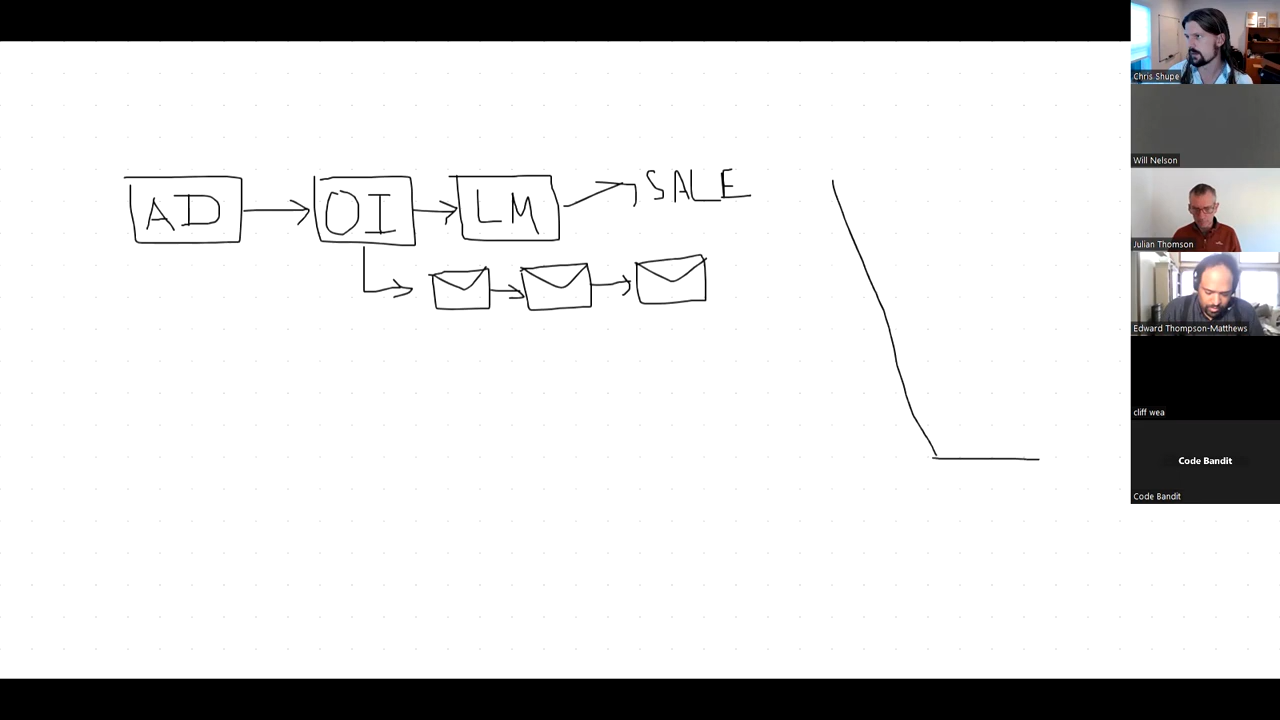 AD OI LM SALE
Chris Shupe
Will Nelson
Julian Thomson
Edward Thompson-Matthews
cliff wea
Code Bandit
Code Bandit